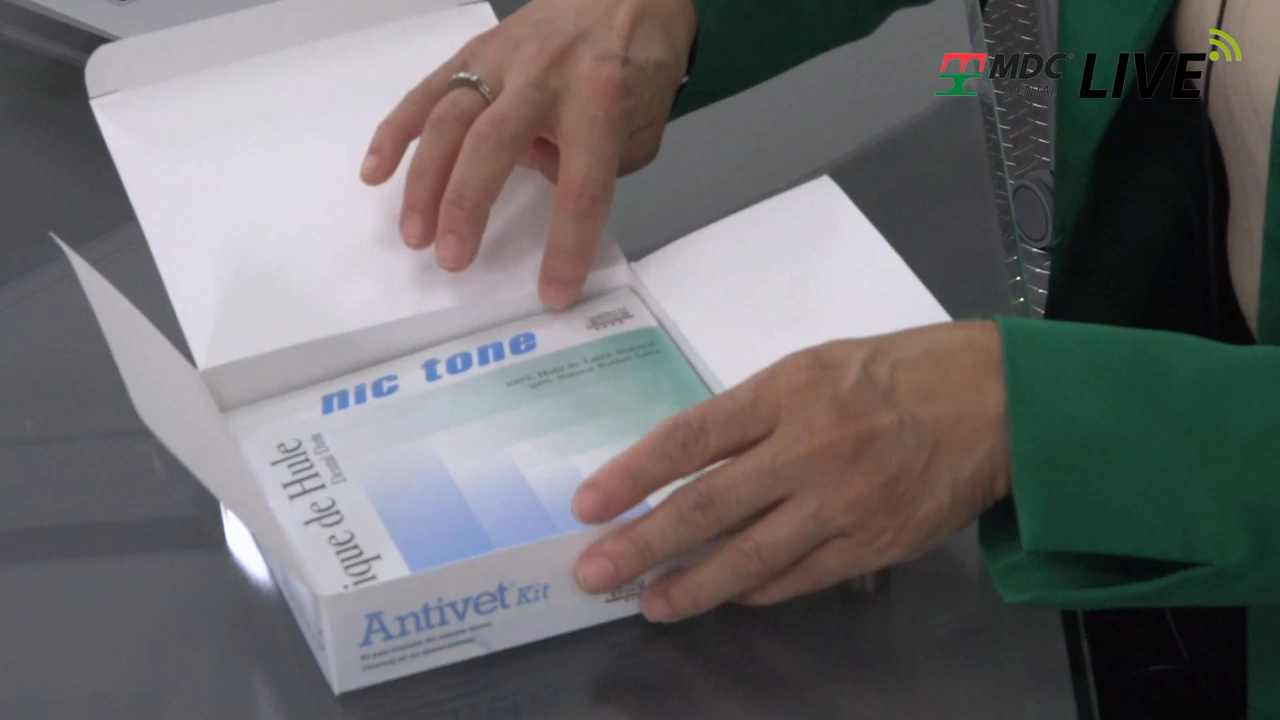 MDC
DENTAL
LIVE
nic tone
100% Hule de Latex Natural
100% Natural Rubber Latex
ique de Hule
Dental Dam
Antivet Kit